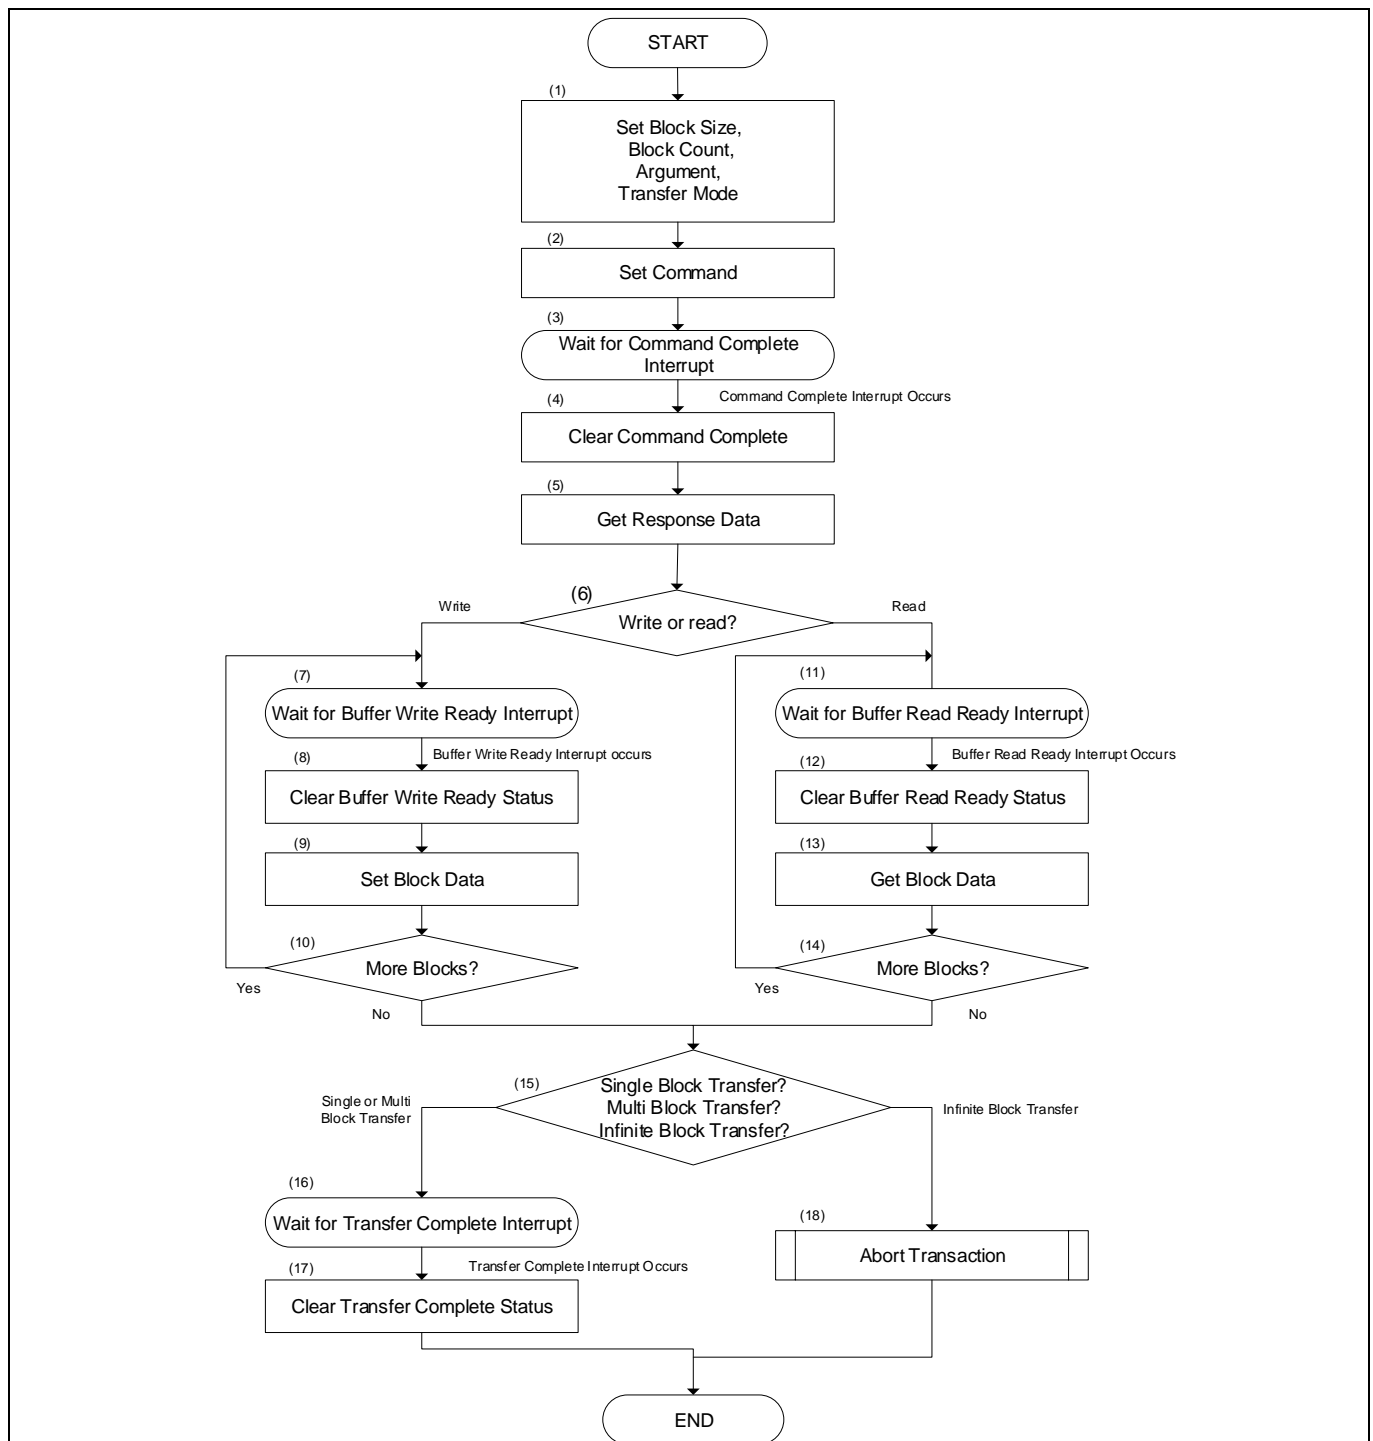 START
(1)
Set Block Size,
Block Count,
Argument,
Transfer Mode
(2)
Set Command
(3)
Wait for Command Complete
Interrupt
Command Complete Interrupt Occurs
(4)
Clear Command Complete
(5)
Get Response Data
(6)
Write or read?
Write
Read
(7)
Wait for Buffer Write Ready Interrupt
Buffer Write Ready Interrupt occurs
(8)
Clear Buffer Write Ready Status
(9)
Set Block Data
(10)
More Blocks?
Yes
No
(11)
Wait for Buffer Read Ready Interrupt
Buffer Read Ready Interrupt Occurs
(12)
Clear Buffer Read Ready Status
(13)
Get Block Data
(14)
More Blocks?
Yes
No
(15)
Single Block Transfer?
Multi Block Transfer?
Infinite Block Transfer?
Single or Multi
Block Transfer
Infinite Block Transfer
(16)
Wait for Transfer Complete Interrupt
Transfer Complete Interrupt Occurs
(17)
Clear Transfer Complete Status
(18)
Abort Transaction
END